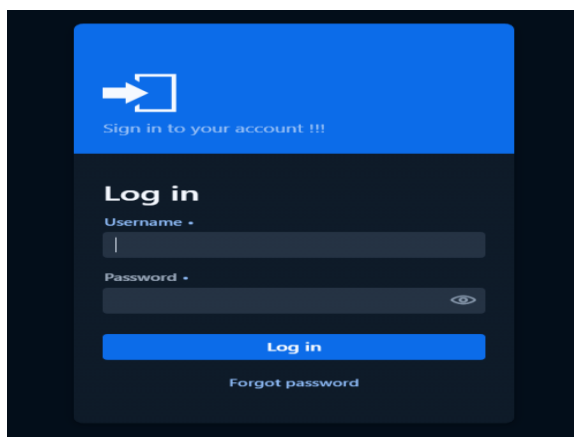 Sign in to your account !!!
Log in
Username •
Password •
Log in
Forgot password